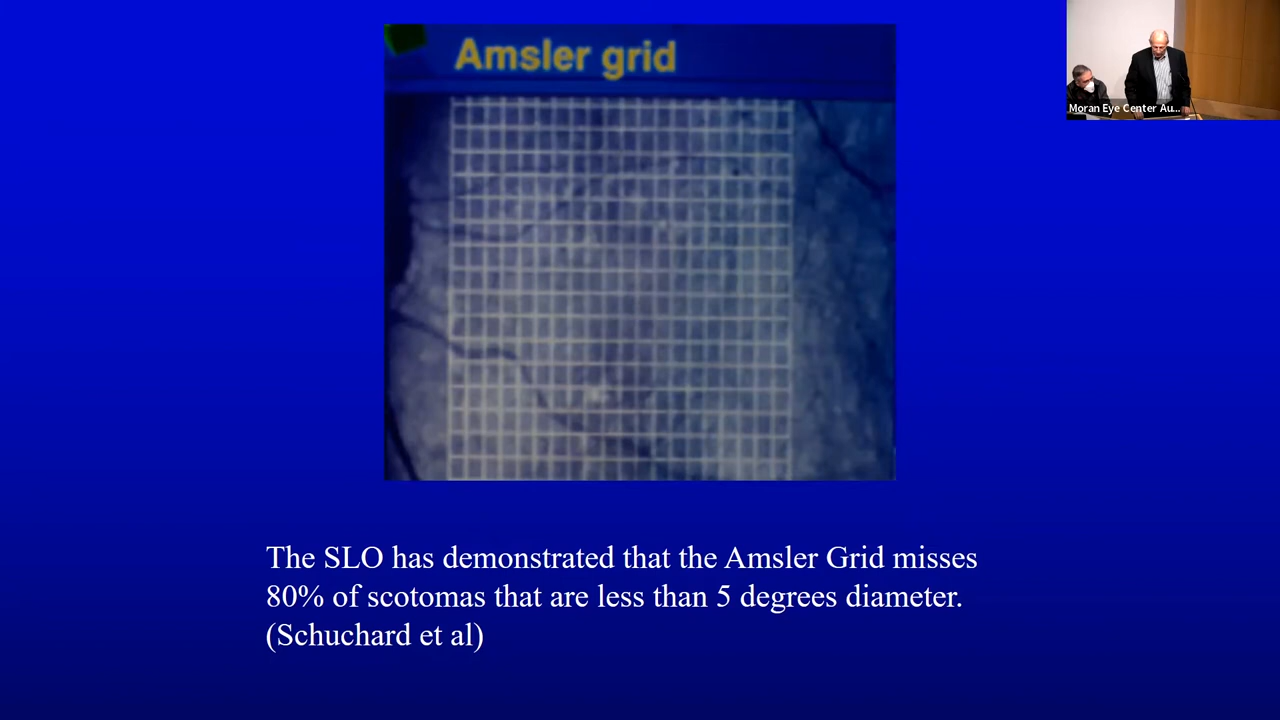 Amsler grid
Moran Eye Center Au...
The SLO has demonstrated that the Amsler Grid misses
80% of scotomas that are less than 5 degrees diameter.
(Schuchard et al)